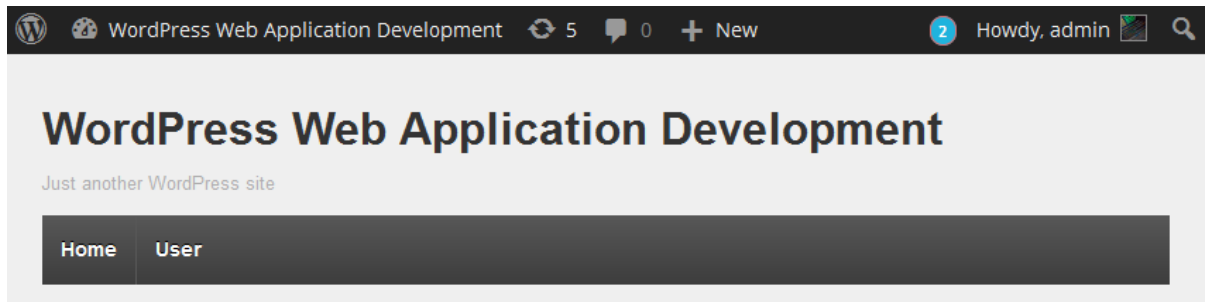 WordPress Web Application Development 5 0 New 2 Howdy, admin
WordPress Web Application Development
Just another WordPress site
Home User